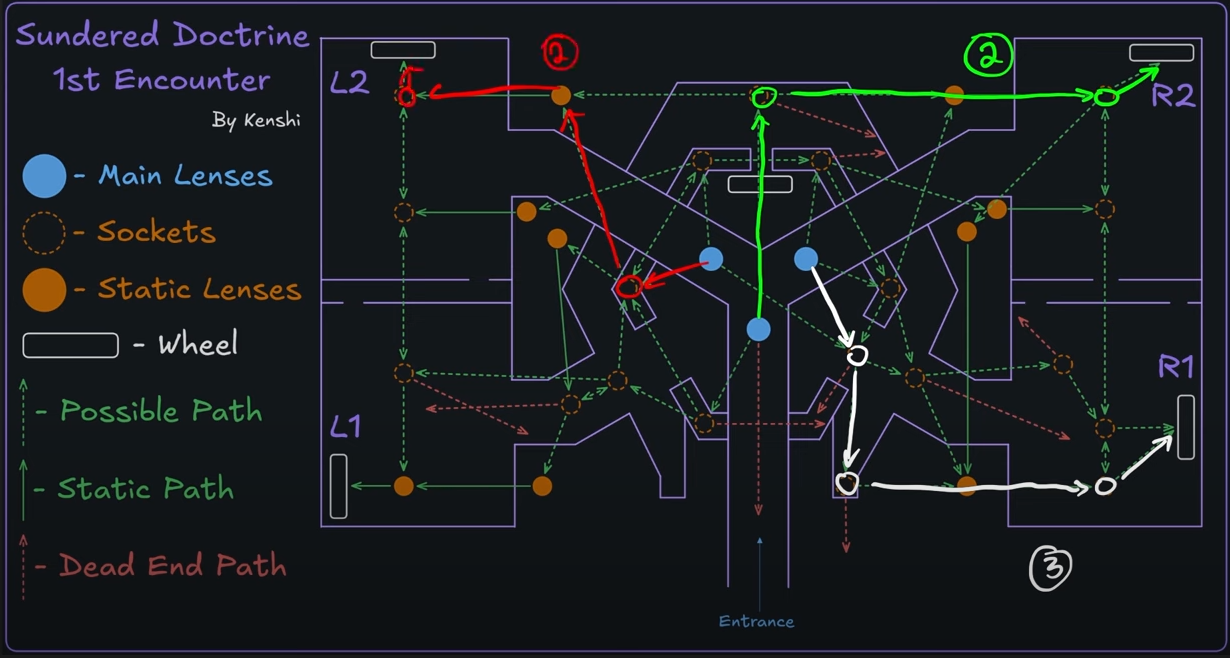 Sundered Doctrine
1st Encounter
By Kenshi
- Main Lenses
- Sockets
- Static Lenses
- Wheel
- Possible Path
- Static Path
- Dead End Path
L2
1
2
R2
L1
R1
3
Entrance